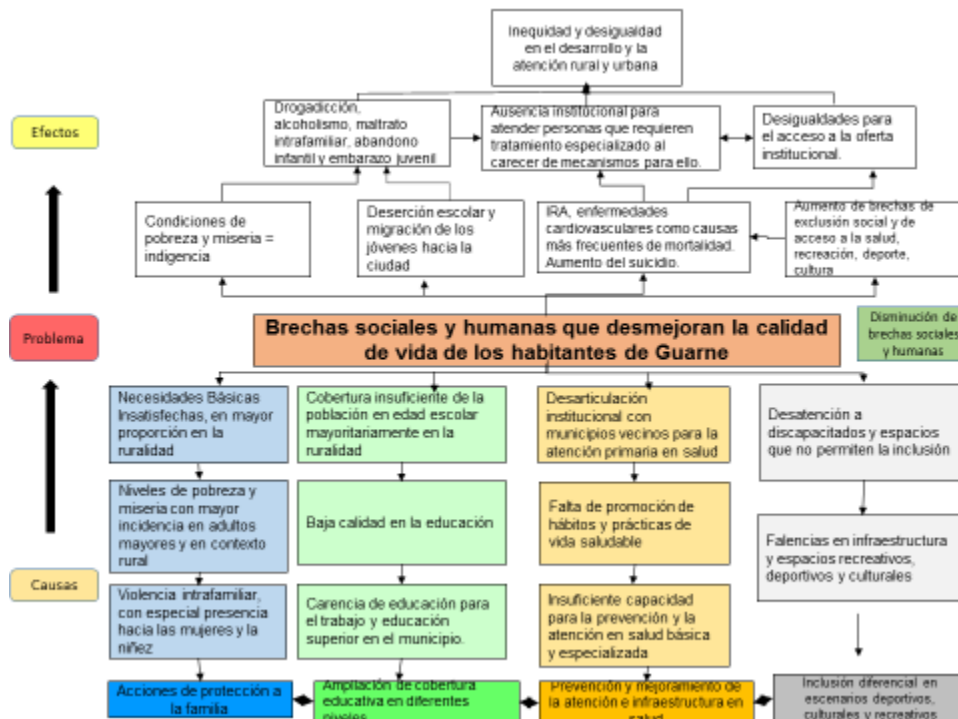 Inequidad y desigualdad
en el desarrollo y la
atención rural y urbana
Efectos
Drogadicción,
alcoholismo, maltrato
intrafamiliar, abandono
infantil y embarazo juvenil
Ausencia institucional para
atender personas que requieren
tratamiento especializado al
carecer de mecanismos para ello.
Desigualdades para
el acceso a la oferta
institucional.
Condiciones de
pobreza y miseria =
indigencia
Deserción escolar y
migración de los
jóvenes hacia la
ciudad
IRA, enfermedades
cardiovasculares como causas
más frecuentes de mortalidad.
Aumento del suicidio.
Aumento de brechas de
exclusión social y de
acceso a la salud,
recreación, deporte,
cultura
Problema
Brechas sociales y humanas que desmejoran la calidad
de vida de los habitantes de Guarne
Disminución de
brechas sociales
y humanas
Necesidades Básicas
Insatisfechas, en mayor
proporción en la
ruralidad
Cobertura insuficiente de la
población en edad escolar
mayoritariamente en la
ruralidad
Desarticulación
institucional con
municipios vecinos para la
atención primaria en salud
Desatención a
discapacitados y espacios
que no permiten la inclusión
Niveles de pobreza y
miseria con mayor
incidencia en adultos
mayores y en contexto
rural
Baja calidad en la educación
Falta de promoción de
hábitos y prácticas de
vida saludable
Falencias en infraestructura
y espacios recreativos,
deportivos y culturales
Causas
Violencia intrafamiliar,
con especial presencia
hacia las mujeres y la
niñez
Carencia de educación para
el trabajo y educación
superior en el municipio.
Insuficiente capacidad
para la prevención y la
atención en salud básica
y especializada
Acciones de protección a
la familia
Ampliación de cobertura
educativa en diferentes
niveles
Prevención y mejoramiento de
la atención e infraestructura en
salud
Inclusión diferencial en
escenarios deportivos,
culturales y recreativos